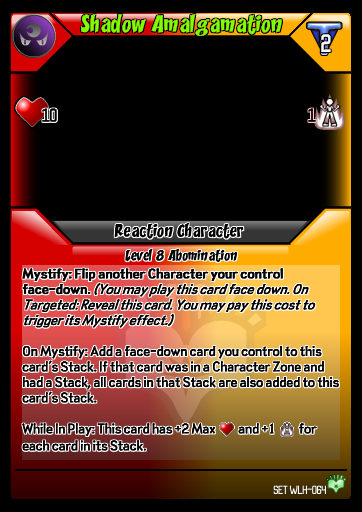 Shadow Amalgamation
2
10
1
Reaction Character
Level 8 Abomination
Mystify: Flip another Character your control
face-down. (You may play this card face down. On
Targeted: Reveal this card. You may pay this cost to
trigger its Mystify effect.)
On Mystify: Add a face-down card you control to this
card's Stack. If that card was in a Character Zone and
had a Stack, all cards in that Stack are also added to this
card's Stack.
While In Play: This card has +2 Max and +1 for
each card in its Stack.
SET WLH-064